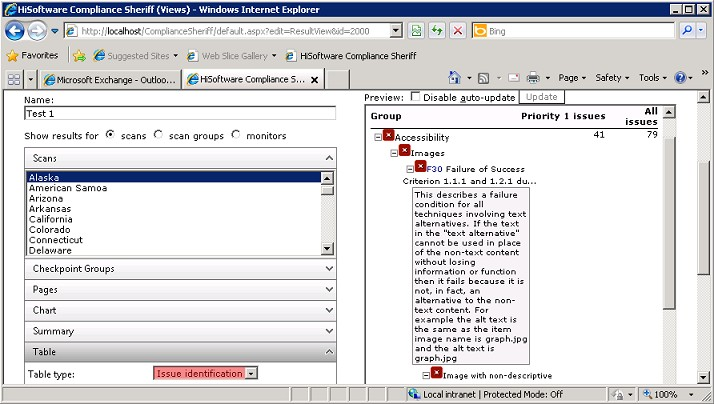 HiSoftware Compliance Sheriff (Views) - Windows Internet Explorer
http://localhost/ComplianceSheriff/default.aspx?edit=ResultView&id=2000
Bing
Favorites Suggested Sites Web Slice Gallery HiSoftware Compliance Sheriff
Microsoft Exchange - Outloo... HiSoftware Compliance S... X
Page Safety Tools
Name:
Test 1
Show results for scans scan groups monitors
Scans
Alaska
American Samoa
Arizona
Arkansas
California
Colorado
Connecticut
Delaware
Checkpoint Groups
Pages
Chart
Summary
Table
Table type: Issue identification
Preview: Disable auto-update Update
Group Priority 1 issues All issues
Accessibility 41 79
Images
F30 Failure of Success
Criterion 1.1.1 and 1.2.1 du...
This describes a failure
condition for all
techniques involving text
alternatives. If the text
in the "text alternative"
cannot be used in place
of the non-text content
without losing
information or function
then it fails because it is
not, in fact, an
alternative to the non-
text content. For
example the alt text is
the same as the item
image name is graph.jpg
and the alt text is
graph.jpg
Image with non-descriptive
Local intranet | Protected Mode: Off 100%